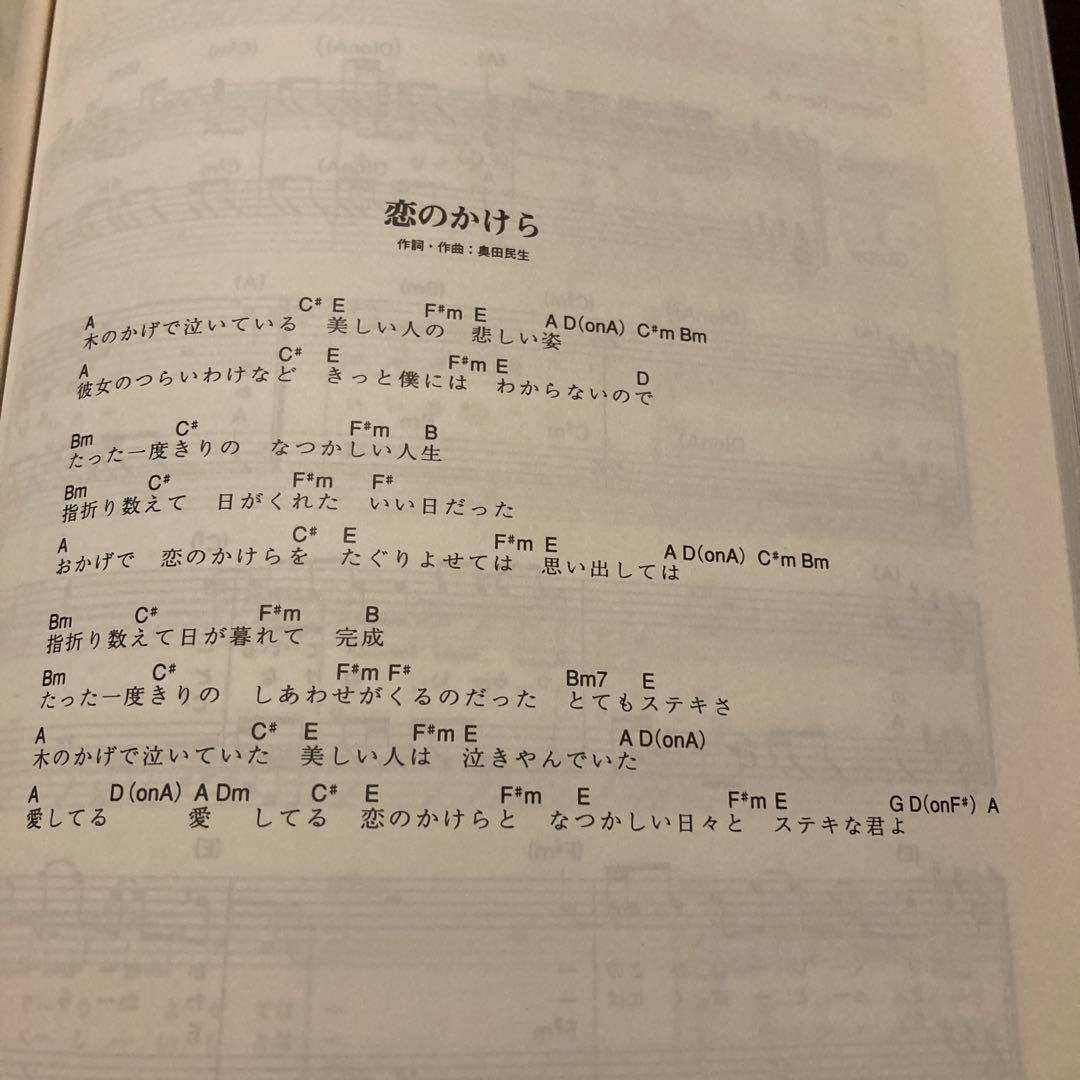 恋のかけら
作詞・作曲：奥田民生
A C# E F#m E A D(onA) C#m Bm
木のかげで泣いている 美しい人の 悲しい姿
A C# E F#m E D
彼女のつらいわけなど きっと僕には わからないので
Bm C# F#m B
たった一度きりの なつかしい人生
Bm C# F#m F#
指折り数えて 日がくれた いい日だった
A C# E F#m E A D(onA) C#m Bm
おかげで 恋のかけらを たぐりよせては 思い出しては
Bm C# F#m B
指折り数えて日が暮れて 完成
Bm C# F#m F# Bm7 E
たった一度きりの しあわせがくるのだった とてもステキさ
A C# E F#m E A D(onA)
木のかげで泣いていた 美しい人は 泣きやんでいた
A D(onA) A Dm C# E F#m E F#m E G D(onF#) A
愛してる 愛 してる 恋のかけらと なつかしい日々と ステキな君よ